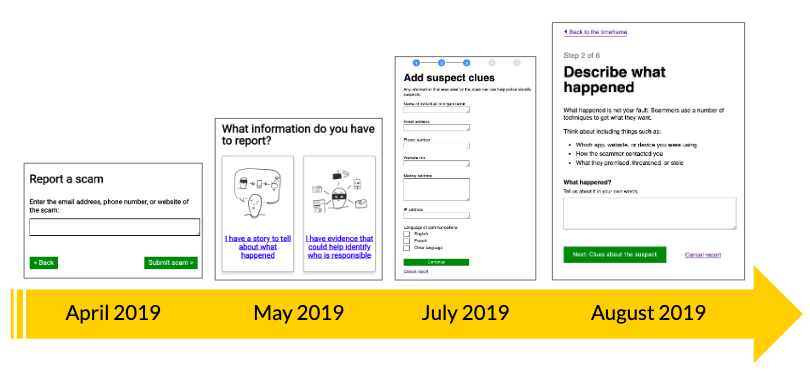 Report a scam
Enter the email address, phone number, or website of
the scam:
< Back
Submit scam >
What information do you have
to report?
I have a story to tell
about what
happened
I have evidence that
could help identify
who is responsible
1
2
3
Add suspect clues
Any information that was used by the scammer can help police identify
suspects.
Name of individual or organization
Email address
Phone number
Website link
Mailing address
IP address
Language of communications
English
French
Other language
Continue
Cancel report
Back to the timeframe
Step 2 of 6
Describe what
happened
What happened is not your fault. Scammers use a number of
techniques to get what they want.
Think about including things such as:
Which app, website, or device you were using
How the scammer contacted you
What they promised, threatened, or stole
What happened?
Tell us about it in your own words.
Next: Clues about the suspect
Cancel report
April 2019
May 2019
July 2019
August 2019